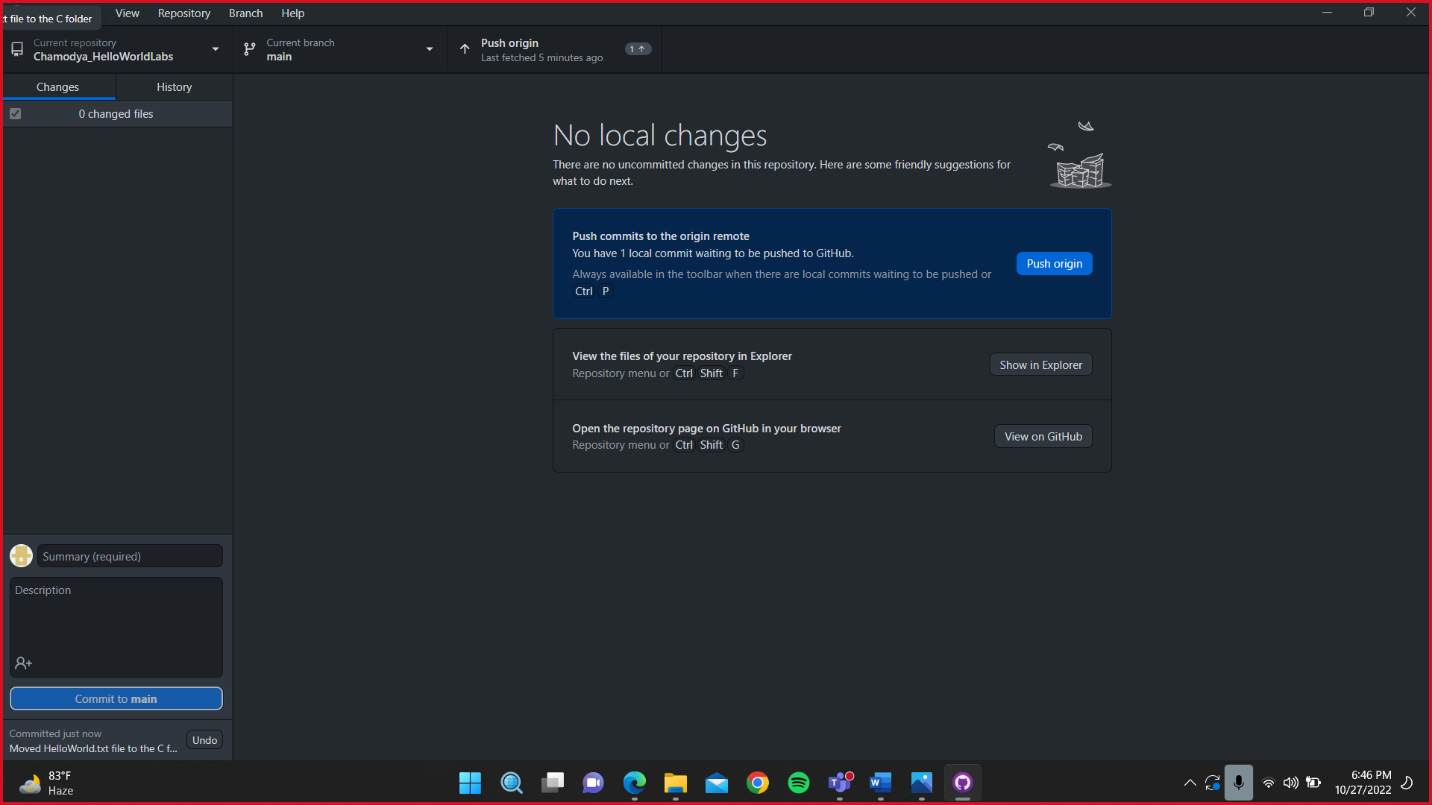 t file to the C folder
View
Repository
Branch
Help
Current repository
Chamodya_HelloWorldLabs
Current branch
main
Push origin
Last fetched 5 minutes ago
1
Changes
History
0 changed files
No local changes
There are no uncommitted changes in this repository. Here are some friendly suggestions for
what to do next.
Push commits to the origin remote
You have 1 local commit waiting to be pushed to GitHub.
Always available in the toolbar when there are local commits waiting to be pushed or
Ctrl P
Push origin
View the files of your repository in Explorer
Repository menu or Ctrl Shift F
Show in Explorer
Open the repository page on GitHub in your browser
Repository menu or Ctrl Shift G
View on GitHub
Summary (required)
Description
Commit to main
Committed just now
Moved HelloWorld.txt file to the C f...
Undo
83°F
Haze
6:46 PM
10/27/2022